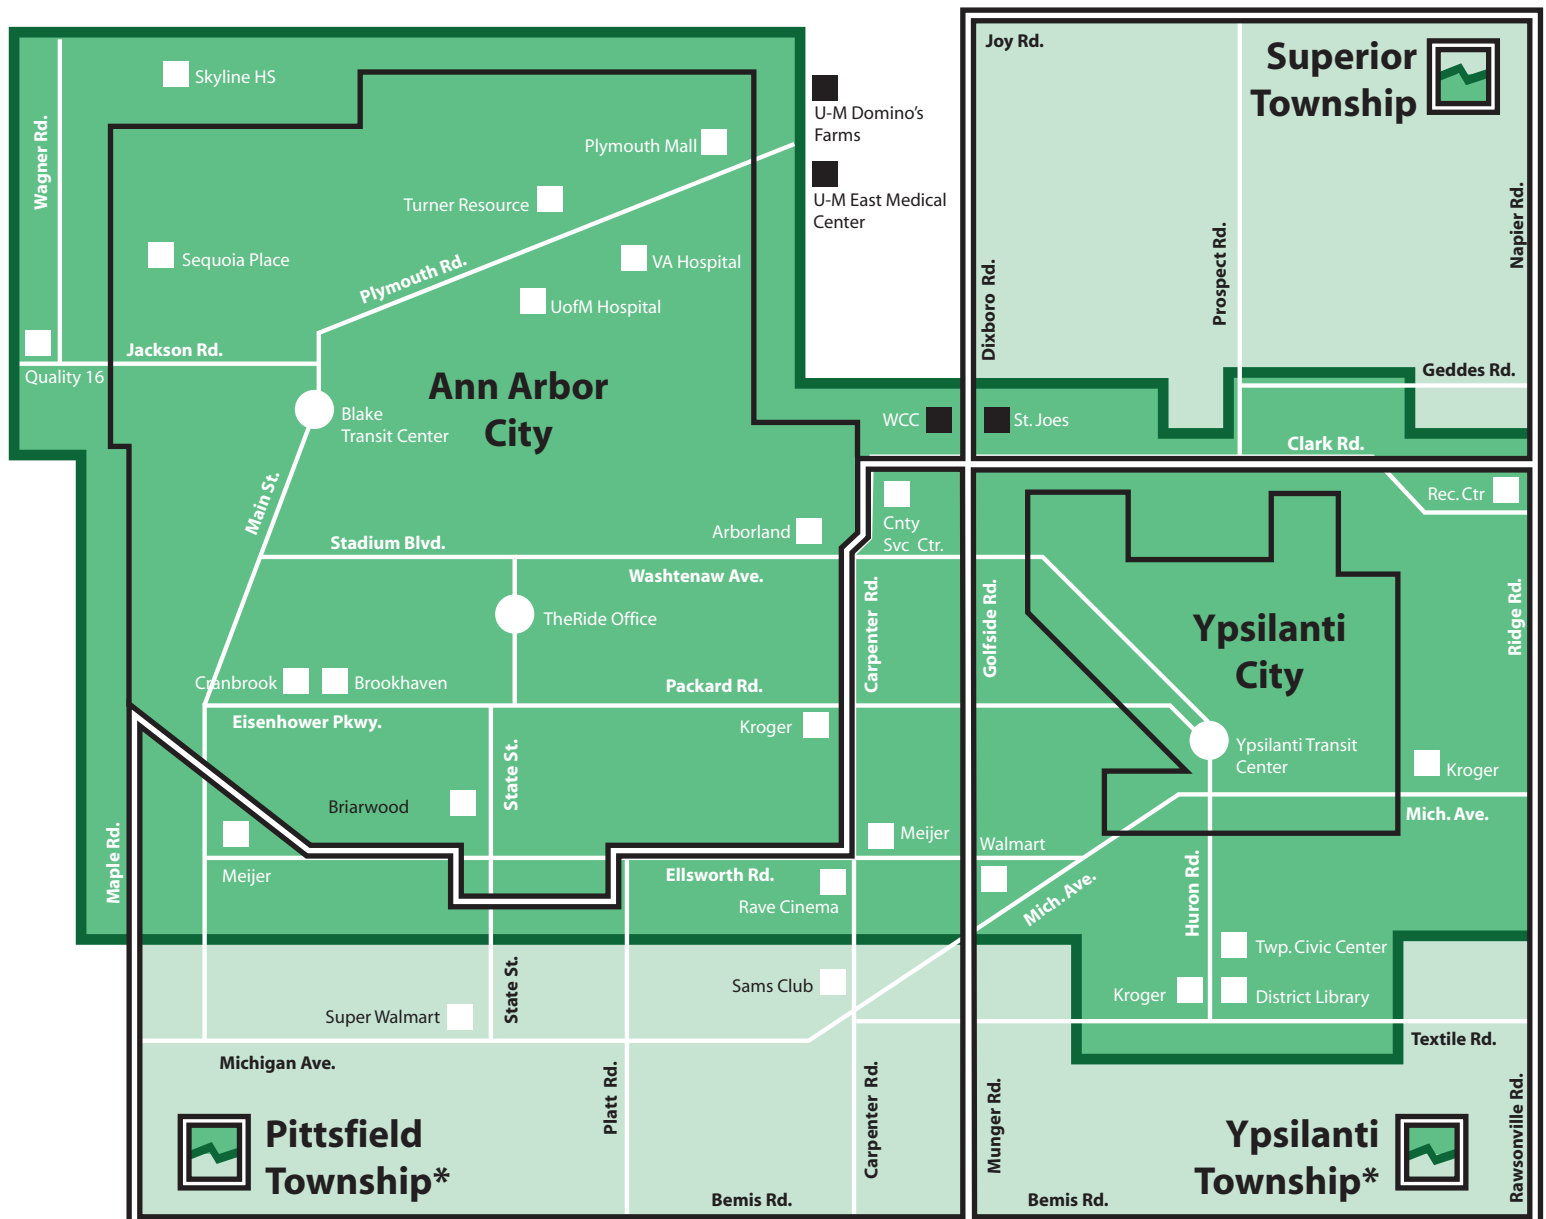 Joy Rd.
Superior
Township
Skyline HS
Wagner Rd.
U-M Domino's
Farms
Plymouth Mall
U-M East Medical
Center
Turner Resource
Napier Rd.
Prospect Rd.
Dixboro Rd.
Sequoia Place
Plymouth Rd.
VA Hospital
UofM Hospital
Jackson Rd.
Quality 16
Geddes Rd.
Ann Arbor
City
Blake
Transit Center
WCC
St. Joes
Clark Rd.
Main St.
Rec. Ctr
Cnty
Svc Ctr.
Arborland
Stadium Blvd.
Washtenaw Ave.
TheRide Office
Carpenter Rd.
Golfside Rd.
Ypsilanti
City
Ridge Rd.
Cranbrook
Brookhaven
Packard Rd.
Eisenhower Pkwy.
Kroger
State St.
Ypsilanti Transit
Center
Kroger
Briarwood
Mich. Ave.
Maple Rd.
Meijer
Walmart
Meijer
Ellsworth Rd.
Rave Cinema
Mich. Ave.
Huron Rd.
Twp. Civic Center
State St.
Sams Club
Kroger
District Library
Super Walmart
Michigan Ave.
Textile Rd.
Platt Rd.
Carpenter Rd.
Munger Rd.
Rawsonville Rd.
Pittsfield
Township*
Ypsilanti
Township*
Bemis Rd.
Bemis Rd.